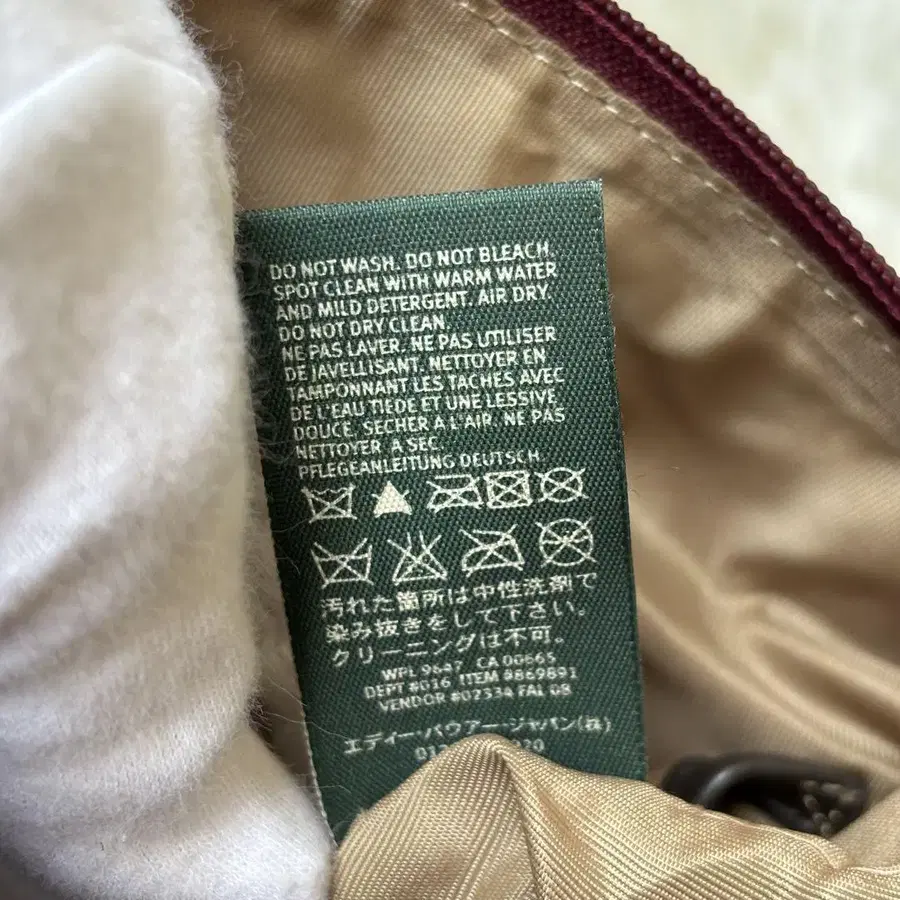 DO NOT WASH. DO NOT BLEACH
SPOT CLEAN WITH WARM WATER
AND MILD DETERGENT. AIR DRY.
DO NOT DRY CLEAN.
NE PAS LAVER. NE PAS UTILISER
DE JAVELLISANT. NETTOYER EN
TAMPONNANT LES TACHES AVEC
DE L'EAU TIEDE ET UNE LESSIVE
DOUCE. SECHER A L'AIR. NE PAS
NETTOYER A SEC.
PFLEGEANLEITUNG DEUTSCH
汚れた箇所は中性洗剤で
染み抜きをして下さい。
クリーニングは不可。
WPL 9647 CA 00665
DEPT #016 ITEM #869891
VENDOR #02334 FAL 08
エディー・バウアー・ジャパン(株)